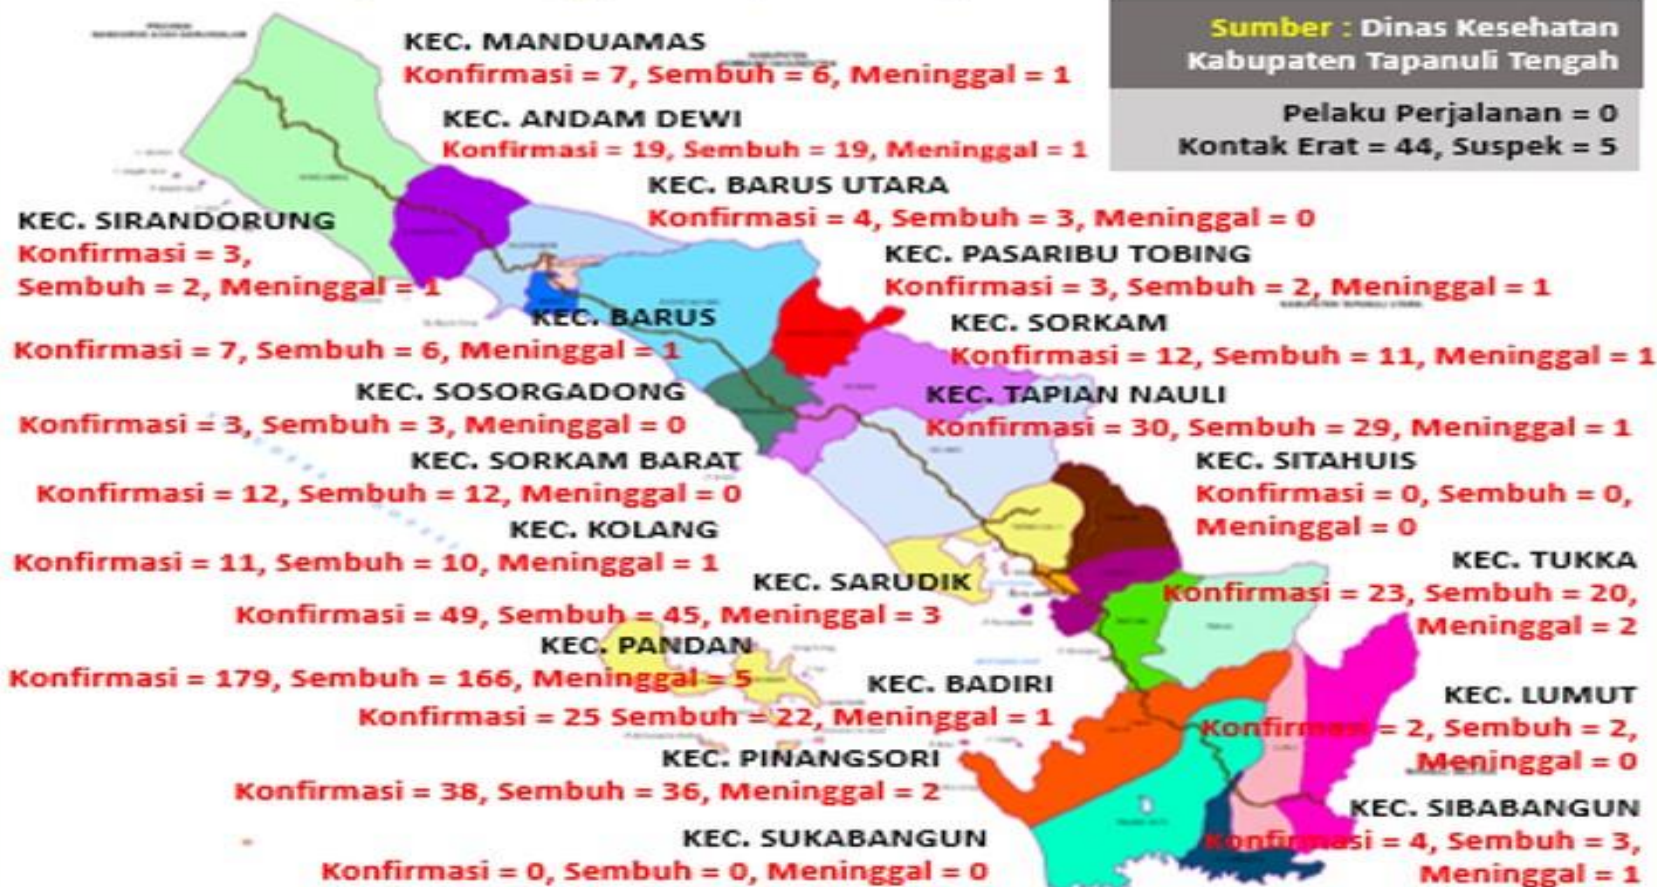 Sumber : Dinas Kesehatan
Kabupaten Tapanuli Tengah
Pelaku Perjalanan = 0
Kontak Erat = 44, Suspek = 5
KEC. MANDUAMAS
Konfirmasi = 7, Sembuh = 6, Meninggal = 1
KEC. ANDAM DEWI
Konfirmasi = 19, Sembuh = 19, Meninggal = 1
KEC. BARUS UTARA
Konfirmasi = 4, Sembuh = 3, Meninggal = 0
KEC. SIRANDORUNG
Konfirmasi = 3,
Sembuh = 2, Meninggal = 1
KEC. PASARIBU TOBING
Konfirmasi = 3, Sembuh = 2, Meninggal = 1
KEC. BARUS
Konfirmasi = 7, Sembuh = 6, Meninggal = 1
KEC. SORKAM
Konfirmasi = 12, Sembuh = 11, Meninggal = 1
KEC. SOSORGADONG
Konfirmasi = 3, Sembuh = 3, Meninggal = 0
KEC. TAPIAN NAULI
Konfirmasi = 30, Sembuh = 29, Meninggal = 1
KEC. SORKAM BARAT
Konfirmasi = 12, Sembuh = 12, Meninggal = 0
KEC. SITAHUIS
Konfirmasi = 0, Sembuh = 0,
Meninggal = 0
KEC. KOLANG
Konfirmasi = 11, Sembuh = 10, Meninggal = 1
KEC. TUKKA
Konfirmasi = 23, Sembuh = 20,
Meninggal = 2
KEC. SARUDIK
Konfirmasi = 49, Sembuh = 45, Meninggal = 3
KEC. PANDAN
Konfirmasi = 179, Sembuh = 166, Meninggal = 5
KEC. BADIRI
Konfirmasi = 25 Sembuh = 22, Meninggal = 1
KEC. LUMUT
Konfirmasi = 2, Sembuh = 2,
Meninggal = 0
KEC. PINANGSORI
Konfirmasi = 38, Sembuh = 36, Meninggal = 2
KEC. SIBABANGUN
Konfirmasi = 4, Sembuh = 3,
Meninggal = 1
KEC. SUKABANGUN
Konfirmasi = 0, Sembuh = 0, Meninggal = 0